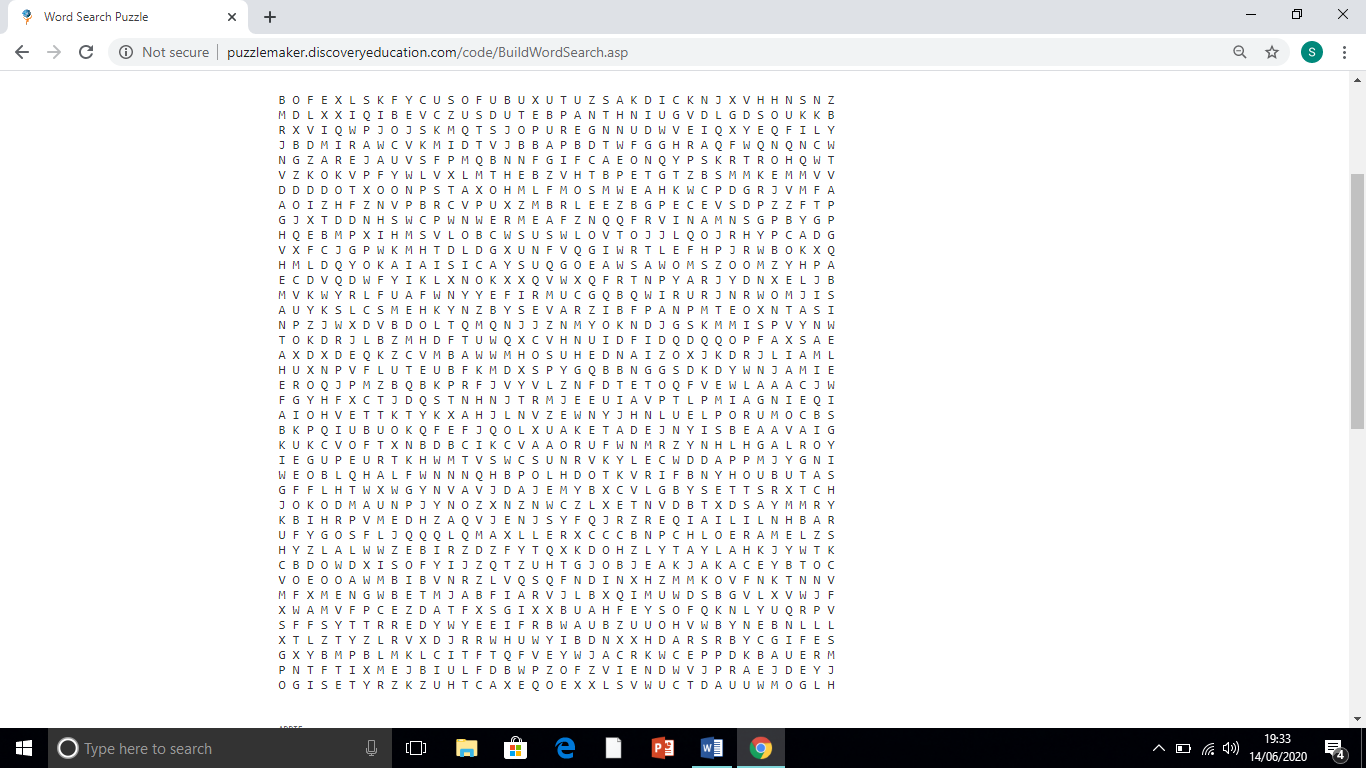 Word Search Puzzle
Not secure | puzzlemaker.discoveryeducation.com/code/BuildWordSearch.asp
S
B O F E X L S K F Y C U S O F U B U X U T U Z S A K D I C K N J X V H H N S N Z
M D L X X I Q I B E V C Z U S D U T E B P A N T H N I U G V D L G D S O U K K B
R X V I Q W P J O J S K M Q T S J O P U R E G N N U D W V E I Q X Y E Q F I L Y
J B D M I R A W C V K M I D T V J B B A P B D T W F G G H R A Q F W Q N Q N C W
N G Z A R E J A U V S F P M Q B N N F G I F C A E O N Q Y P S K R T R O H Q W T
V Z K O K V P F Y W L V X L M T H E B Z V H T B P E T G T Z B S M M K E M M V V
D D D D O T X O O N P S T A X O H M L F M O S M W E A H K W C P D G R J V M F A
A O I Z H F Z N V P B R C V P U X Z M B R L E E Z B G P E C E V S D P Z Z F T P
G J X T D D N H S W C P W N W E R M E A F Z N Q Q F R V I N A M N S G P B Y G P
H Q E B M P X I H M S V L O B C W S U S W L O V T O J J L Q O J R H Y P C A D G
V X F C J G P W K M H T D L D G X U N F V Q G I W R T L E F H P J R W B O K X Q
H M L D Q Y O K A I A I S I C A Y S U Q G O E A W S A W O M S Z O O M Z Y H P A
E C D V Q D W F Y I K L X N O K X X Q V W X Q F R T N P Y A R J Y D N X E L J B
M V K W Y R L F U A F W N Y Y E F I R M U C G Q B Q W I R U R J N R W O M J I S
A U Y K S L C S M E H K Y N Z B Y S E V A R Z I B F P A N P M T E O X N T A S I
N P Z J W X D V B D O L T Q M Q N J J Z N M Y O K N D J G S K M M I S P V Y N W
T O K D R J L B Z M H D F T U W Q X C V H N U I D F I D Q D Q Q O P F A X S A E
A X D X D E Q K Z C V M B A W W M H O S U H E D N A I Z O X J K D R J L I A M L
H U X N P V F L U T E U B F K M D X S P Y G Q B B N G G S D K D Y W N J A M I E
E R O Q J P M Z B Q B K P R F J V Y V L Z N F D T E T O Q F V E W L A A A C J W
F G Y H F X C T J D Q S T N H N J T R M J E E U I A V P T L P M I A G N I E Q I
A I O H V E T T K T Y K X A H J L N V Z E W N Y J H N L U E L P O R U M O C B S
B K P Q I U B U O K Q F E F J Q O L X U A K E T A D E J N Y I S B E A A V A I G
K U K C V O F T X N B D B C I K C V A A O R U F W N M R Z Y N H L H G A L R O Y
I E G U P E U R T K H W M T V S W C S U N R V K Y L E C W D D A P P M J Y G N I
W E O B L Q H A L F W N N N Q H B P O L H D O T K V R I F B N Y H O U B U T A S
G F F L H T W X W G Y N V A V J D A J E M Y B X C V L G B Y S E T T S R X T C H
J O K O D M A U N P J Y N O Z X N Z N W C Z L X E T N V D B T X D S A Y M M R Y
K B I H R P V M E D H Z A Q V J E N J S Y F Q J R Z R E Q I A I L I L N H B A R
U F Y G O S F L J Q Q Q L Q M A X L L E R X C C C B N P C H L O E R A M E L Z S
H Y Z L A L W W Z E B I R Z D Z F Y T Q X K D O H Z L Y T A Y L A H K J Y W T K
C B D O W D X I S O F Y I J Z Q T Z U H T G J O B J E A K J A K A C E Y B T O C
V O E O O A W M B I B V N R Z L V Q S Q F N D I N X H Z M M K O V F N K T N N V
M F X M E N G W B E T M J A B F I A R V J L B X Q I M U W D S B G V L X V W J F
X W A M V F P C E Z D A T F X S G I X X B U A H F E Y S O F Q K N L Y U Q R P V
S F F S Y T T R R E D Y W Y E E I F R B W A U B Z U U O H V W B Y N E B N L L L
X T L Z T Y Z L R V X D J R R W H U W Y I B D N X X H D A R S R B Y C G I F E S
G X Y B M P B L M K L C I T F T Q F V E Y W J A C R K W C E P P D K B A U E R M
P N T F T I X M E J B I U L F D B W P Z O F Z V I E N D W V J P R A E J D E Y J
O G I S E T Y R Z K Z U H T C A X E Q O E X X L S V W U C T D A U U W M O G L H
Type here to search
19:33
14/06/2020
4